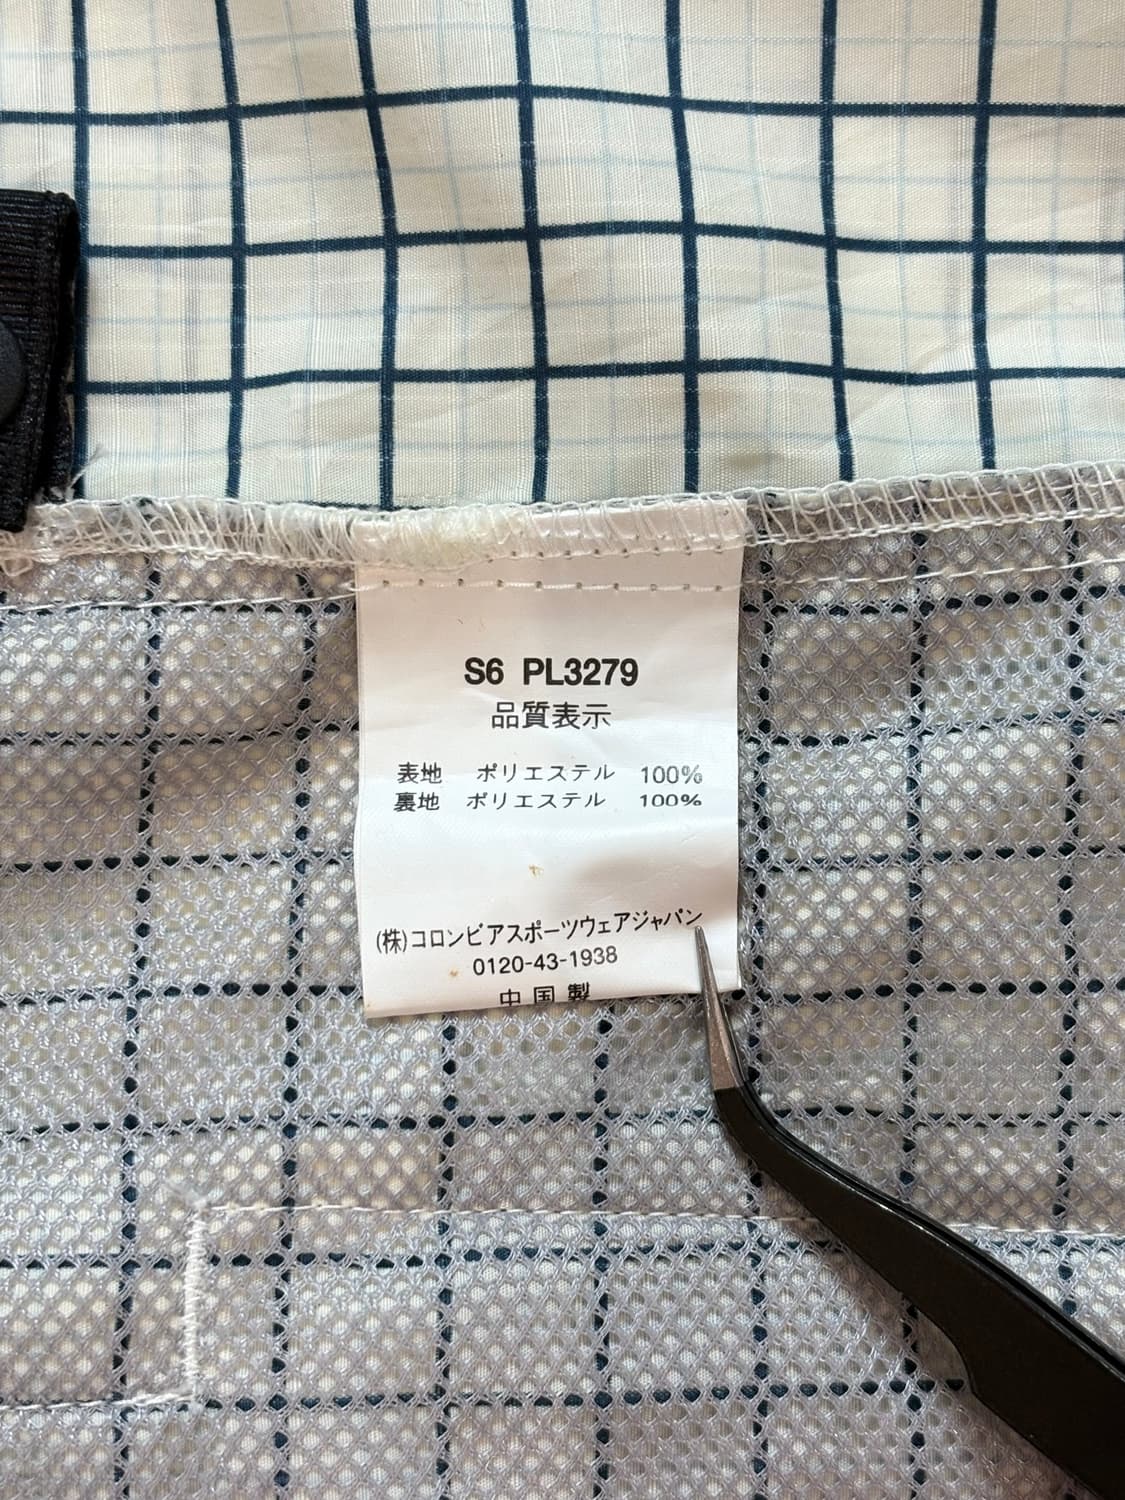 S6 PL3279
品質表示
表地 ポリエステル 100%
裏地 ポリエステル 100%
(株)コロンビアスポーツウェアジャパン
0120-43-1938
中国製